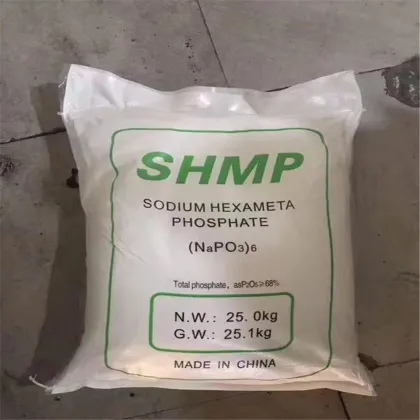 SHMP
SODIUM HEXAMETA
PHOSPHATE
(NaPO3)6
Total phosphate, asP2O5≥68%
N.W.: 25.0kg
G.W.: 25.1kg
MADE IN CHINA